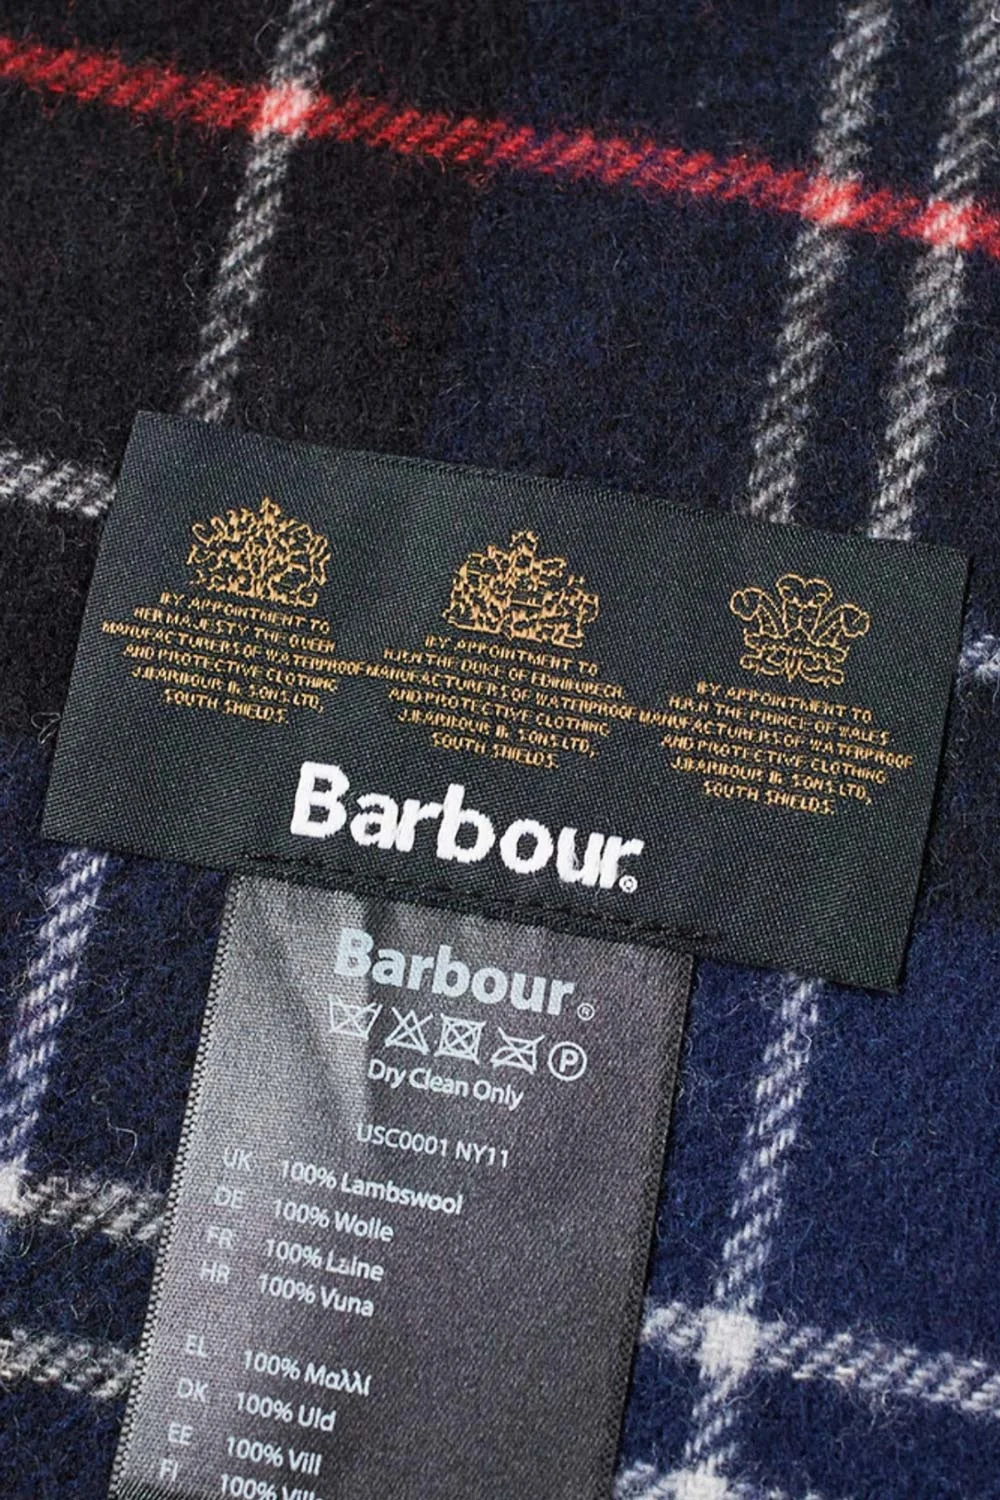 BY APPOINTMENT TO
HER MAJESTY THE QUEEN
MANUFACTURERS OF WATERPROOF
AND PROTECTIVE CLOTHING
J.BARBOUR & SONS LTD,
SOUTH SHIELDS.
BY APPOINTMENT TO
H.R.H THE DUKE OF EDINBURGH
MANUFACTURERS OF WATERPROOF
AND PROTECTIVE CLOTHING
J.BARBOUR & SONS LTD,
SOUTH SHIELDS.
BY APPOINTMENT TO
H.R.H THE PRINCE OF WALES
MANUFACTURERS OF WATERPROOF
AND PROTECTIVE CLOTHING
J.BARBOUR & SONS LTD,
SOUTH SHIELDS.
Barbour®
Barbour®
P
Dry Clean Only
USC0001 NY11
UK 100% Lambswool
DE 100% Wolle
FR 100% Laine
HR 100% Vuna
EL 100% Μαλλί
DK 100% Uld
EE 100% Vill
FI 100%